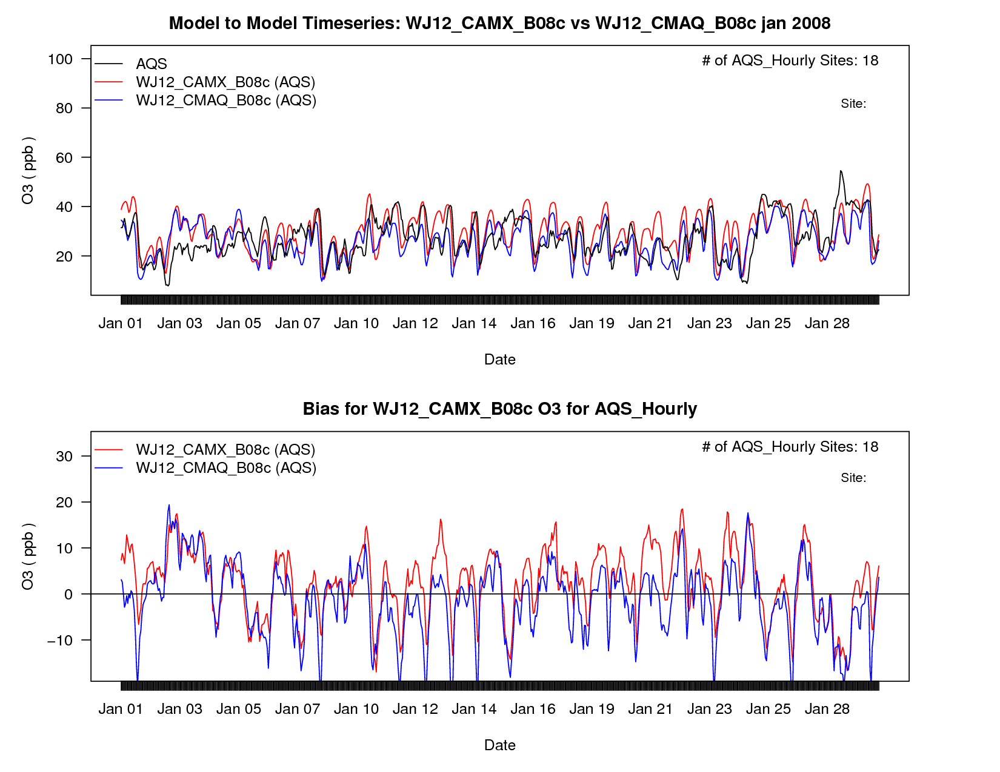 Model to Model Timeseries: WJ12_CAMX_B08c vs WJ12_CMAQ_B08c jan 2008
AQS
WJ12_CAMX_B08c (AQS)
WJ12_CMAQ_B08c (AQS)
# of AQS_Hourly Sites: 18
Site:
O3 ( ppb )
100
80
60
40
20
Jan 01 Jan 03 Jan 05 Jan 07 Jan 10 Jan 12 Jan 14 Jan 16 Jan 19 Jan 21 Jan 23 Jan 25 Jan 28
Date
Bias for WJ12_CAMX_B08c O3 for AQS_Hourly
WJ12_CAMX_B08c (AQS)
WJ12_CMAQ_B08c (AQS)
# of AQS_Hourly Sites: 18
Site:
O3 ( ppb )
30
20
10
0
−10
Jan 01 Jan 03 Jan 05 Jan 07 Jan 10 Jan 12 Jan 14 Jan 16 Jan 19 Jan 21 Jan 23 Jan 25 Jan 28
Date